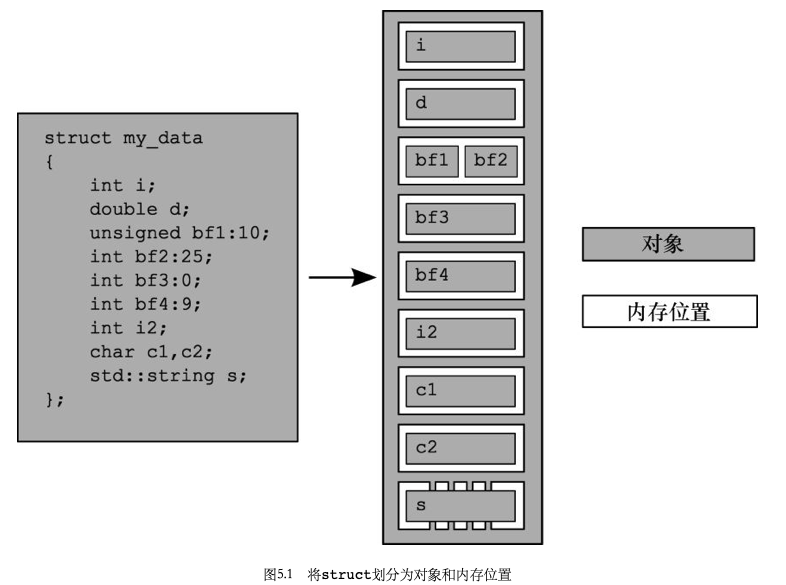 struct my_data
{
int i;
double d;
unsigned bf1:10;
int bf2:25;
int bf3:0;
int bf4:9;
int i2;
char c1,c2;
std::string s;
};
i
d
bf1 bf2
bf3
bf4
i2
c1
c2
s
对象
内存位置
图5.1 将struct划分为对象和内存位置